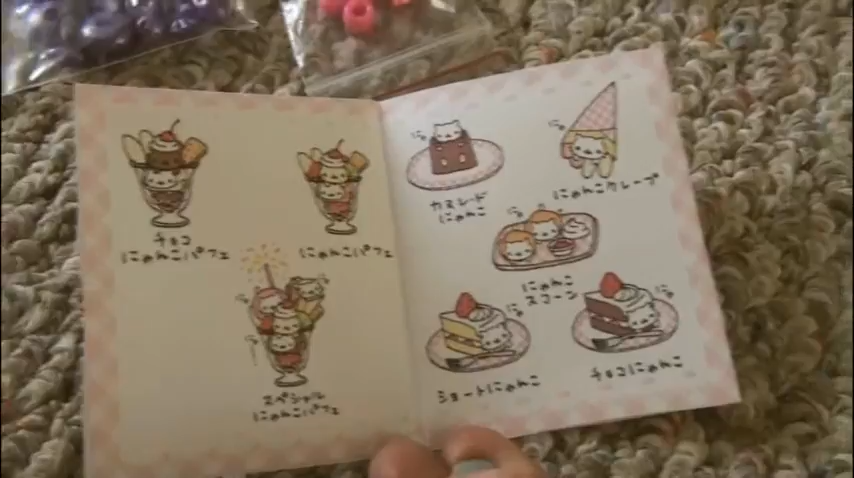 チョコ
にゃんこパフェ
にゃんこパフェ
スペシャル
にゃんこパフェ
カスタード
にゃんこ
にゃんこクレープ
にゃんこ
スコーン
ショートにゃんこ
チョコにゃんこ